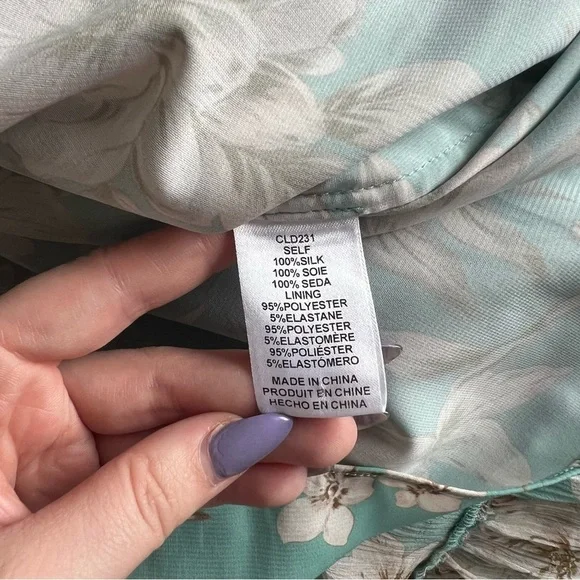 CLD231
SELF
100%SILK
100% SOIE
100% SEDA
LINING
95%POLYESTER
5%ELASTANE
95%POLYESTER
5%ELASTOMÈRE
95%POLIÉSTER
5%ELASTÓMERO
MADE IN CHINA
PRODUIT EN CHINE
HECHO EN CHINA